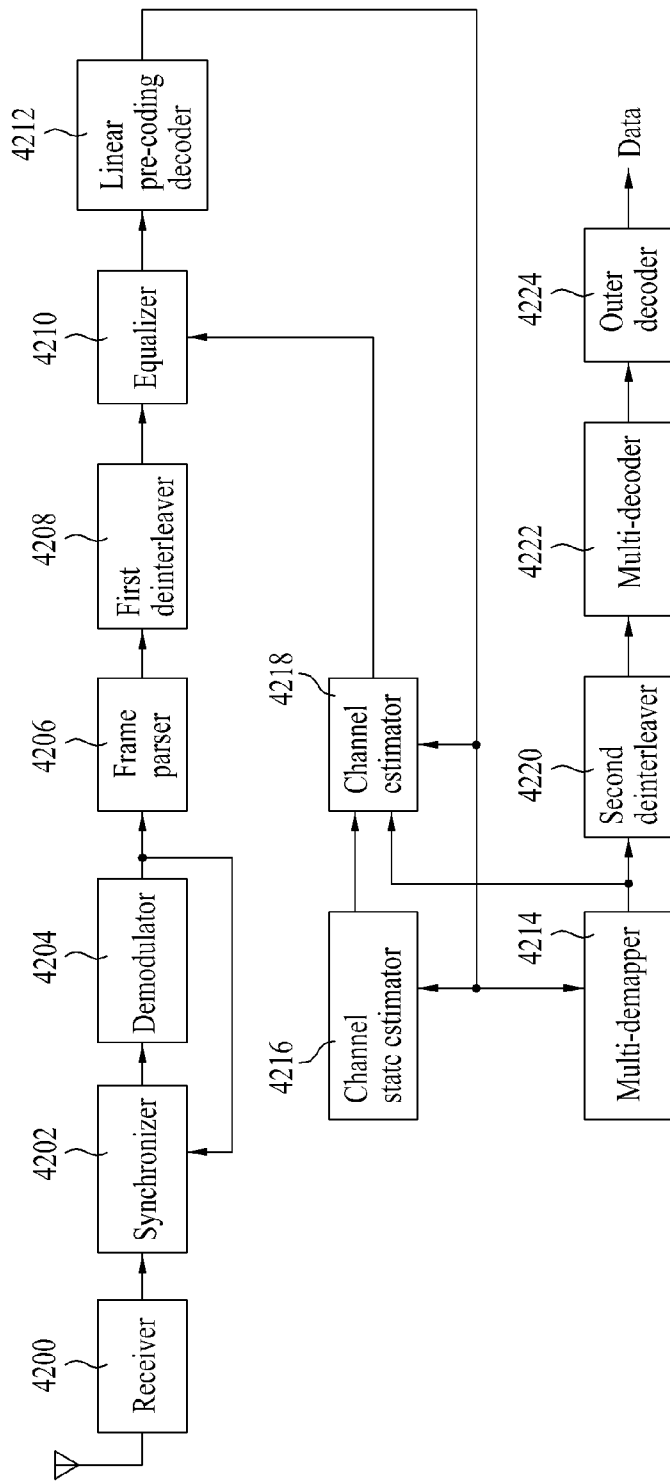 4200
Receiver
4202
Synchronizer
4204
Demodulator
4206
Frame
parser
4208
First
deinterleaver
4210
Equalizer
4212
Linear
pre-coding
decoder
4216
Channel
state estimator
4218
Channel
estimator
4214
Multi-demapper
4220
Second
deinterleaver
4222
Multi-decoder
4224
Outer
decoder
Data